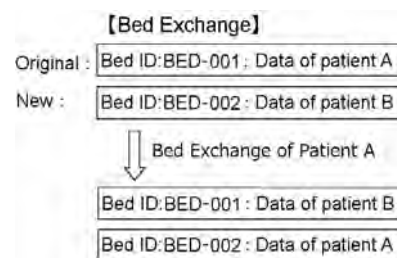 【Bed Exchange】
Original : Bed ID:BED-001 : Data of patient A
New : Bed ID:BED-002 : Data of patient B
Bed Exchange of Patient A
Bed ID:BED-001 : Data of patient B
Bed ID:BED-002 : Data of patient A